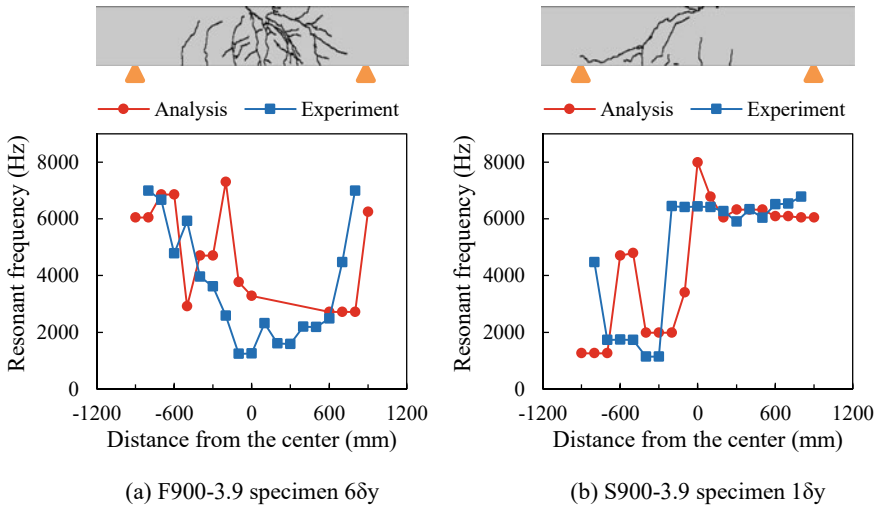 Analysis Experiment
Analysis Experiment
Resonant frequency (Hz)
8000
6000
4000
2000
0
-1200 -600 0 600 1200
Distance from the center (mm)
(a) F900-3.9 specimen 6δy
Resonant frequency (Hz)
8000
6000
4000
2000
0
-1200 -600 0 600 1200
Distance from the center (mm)
(b) S900-3.9 specimen 1δy